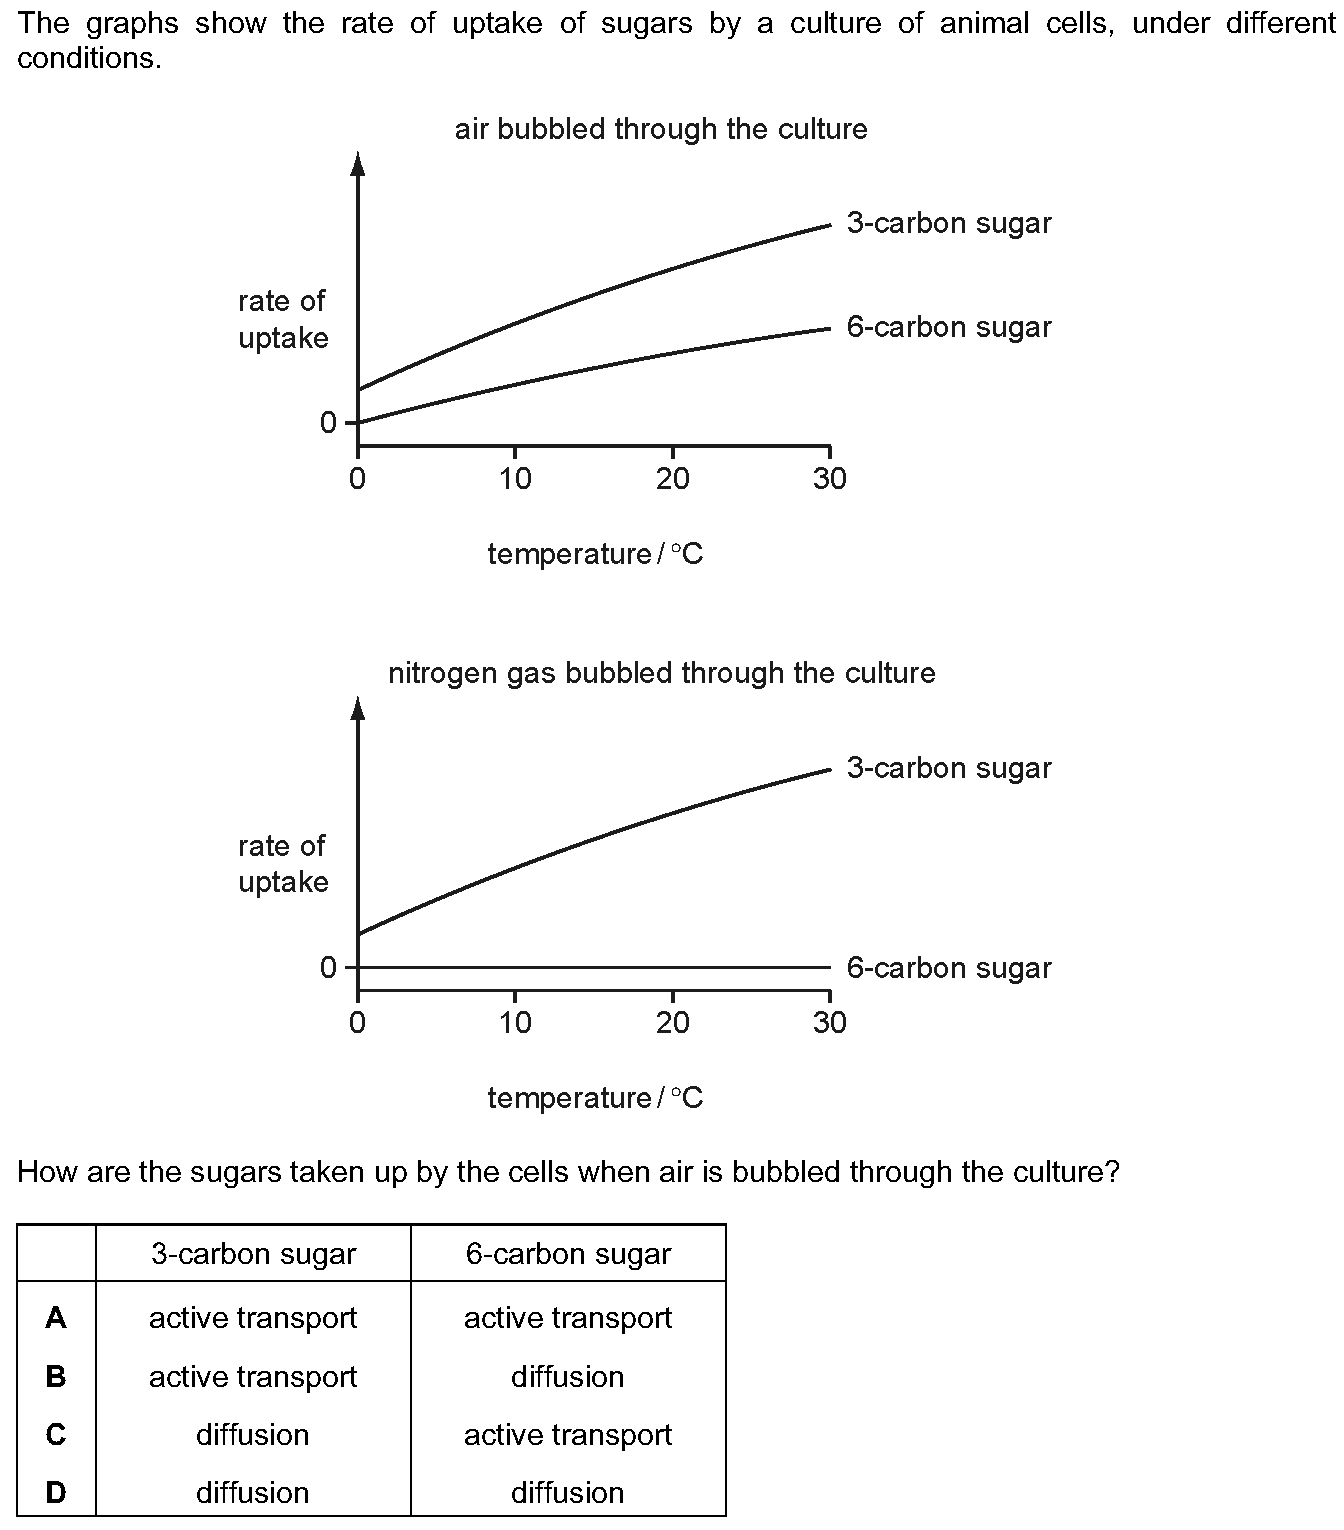 The graphs show the rate of uptake of sugars by a culture of animal cells, under different
conditions.
air bubbled through the culture
3-carbon sugar
6-carbon sugar
rate of
uptake
0
0 10 20 30
temperature / °C
nitrogen gas bubbled through the culture
3-carbon sugar
rate of
uptake
0
6-carbon sugar
0 10 20 30
temperature / °C
How are the sugars taken up by the cells when air is bubbled through the culture?
3-carbon sugar 6-carbon sugar
A active transport active transport
B active transport diffusion
C diffusion active transport
D diffusion diffusion